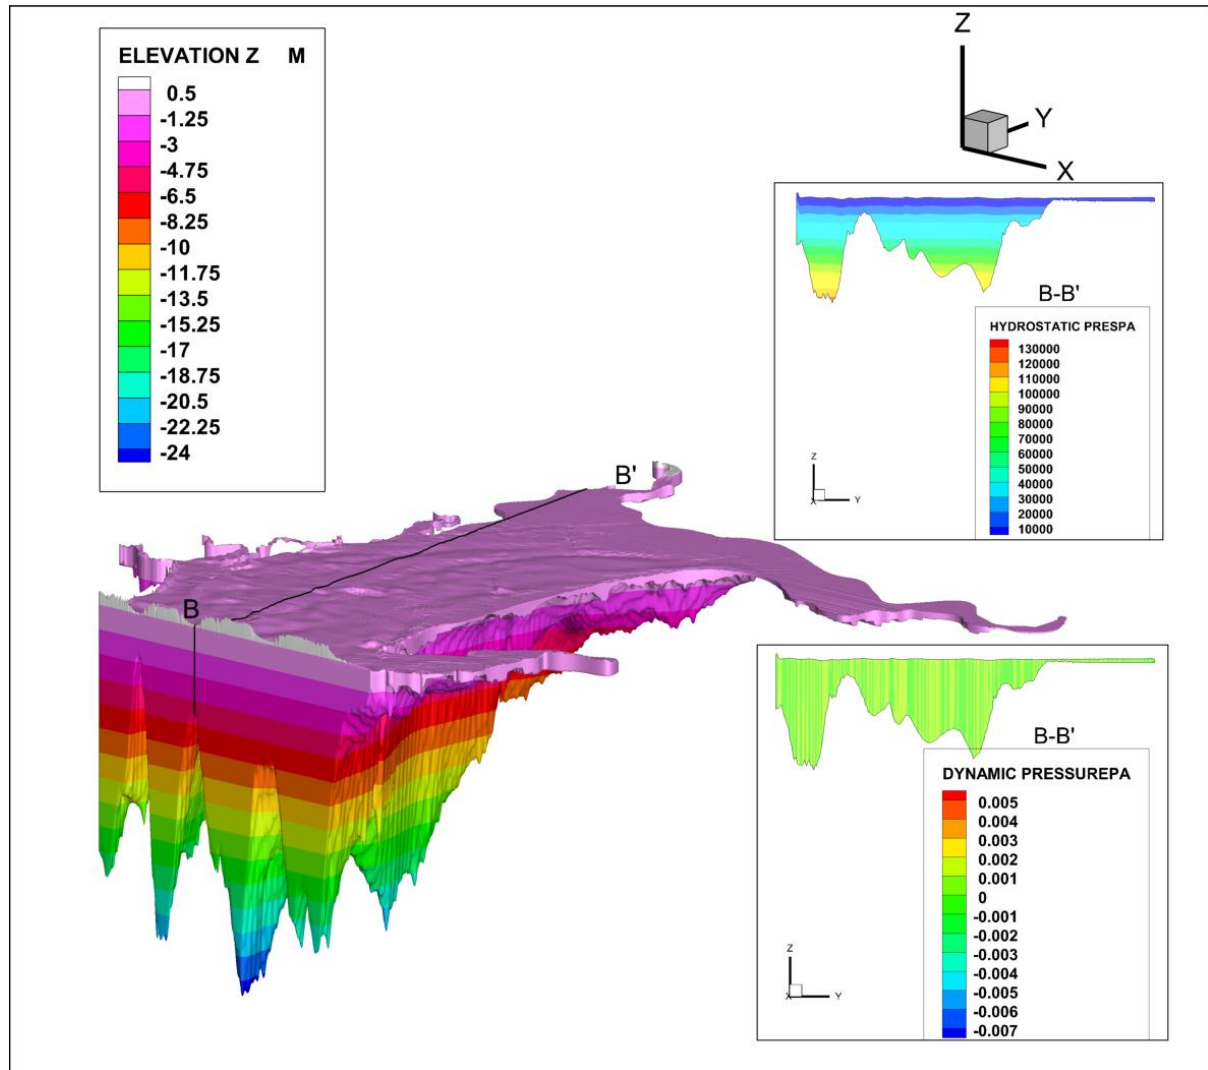 ELEVATION Z M
0.5
-1.25
-3
-4.75
-6.5
-8.25
-10
-11.75
-13.5
-15.25
-17
-18.75
-20.5
-22.25
-24
Z
Y
X
B-B'
HYDROSTATIC PRESPA
130000
120000
110000
100000
90000
80000
70000
60000
50000
40000
30000
20000
10000
Z
X Y
B'
B
B-B'
DYNAMIC PRESSUREPA
0.005
0.004
0.003
0.002
0.001
0
-0.001
-0.002
-0.003
-0.004
-0.005
-0.006
-0.007
Z
X Y